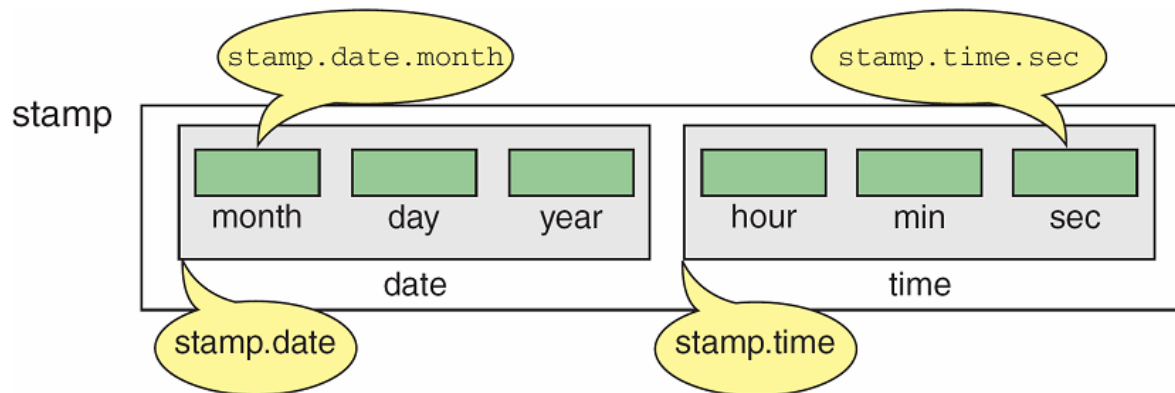 stamp.date.month stamp.time.sec
stamp
month day year hour min sec
date time
stamp.date stamp.time